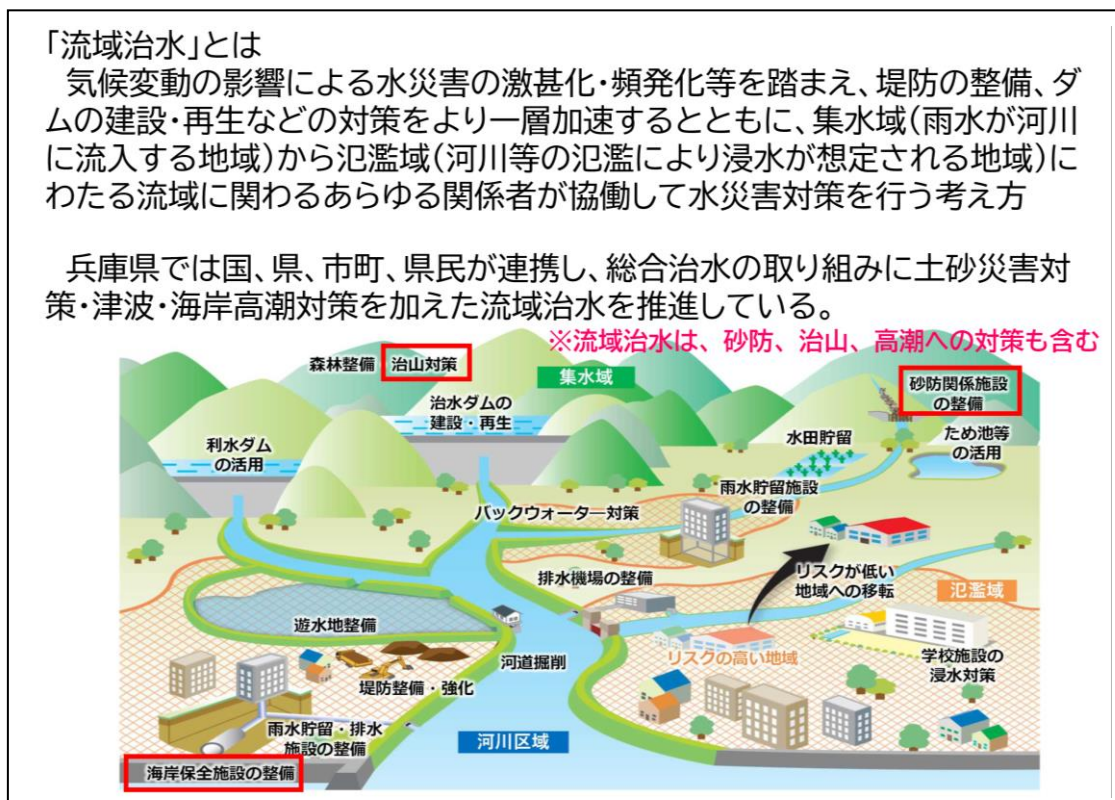 「流域治水」とは
気候変動の影響による水災害の激甚化・頻発化等を踏まえ、堤防の整備、ダ
ムの建設・再生などの対策をより一層加速するとともに、集水域(雨水が河川
に流入する地域)から氾濫域(河川等の氾濫により浸水が想定される地域)に
わたる流域に関わるあらゆる関係者が協働して水災害対策を行う考え方
兵庫県では国、県、市町、県民が連携し、総合治水の取り組みに土砂災害対
策・津波・海岸高潮対策を加えた流域治水を推進している。
※流域治水は、砂防、治山、高潮への対策も含む
森林整備
治山対策
集水域
砂防関係施設
の整備
治水ダムの
建設・再生
利水ダム
の活用
水田貯留
ため池等
の活用
雨水貯留施設
の整備
バックウォーター対策
排水機場の整備
リスクが低い
地域への移転
氾濫域
遊水地整備
河道掘削
リスクの高い地域
学校施設の
浸水対策
堤防整備・強化
雨水貯留・排水
施設の整備
河川区域
海岸保全施設の整備